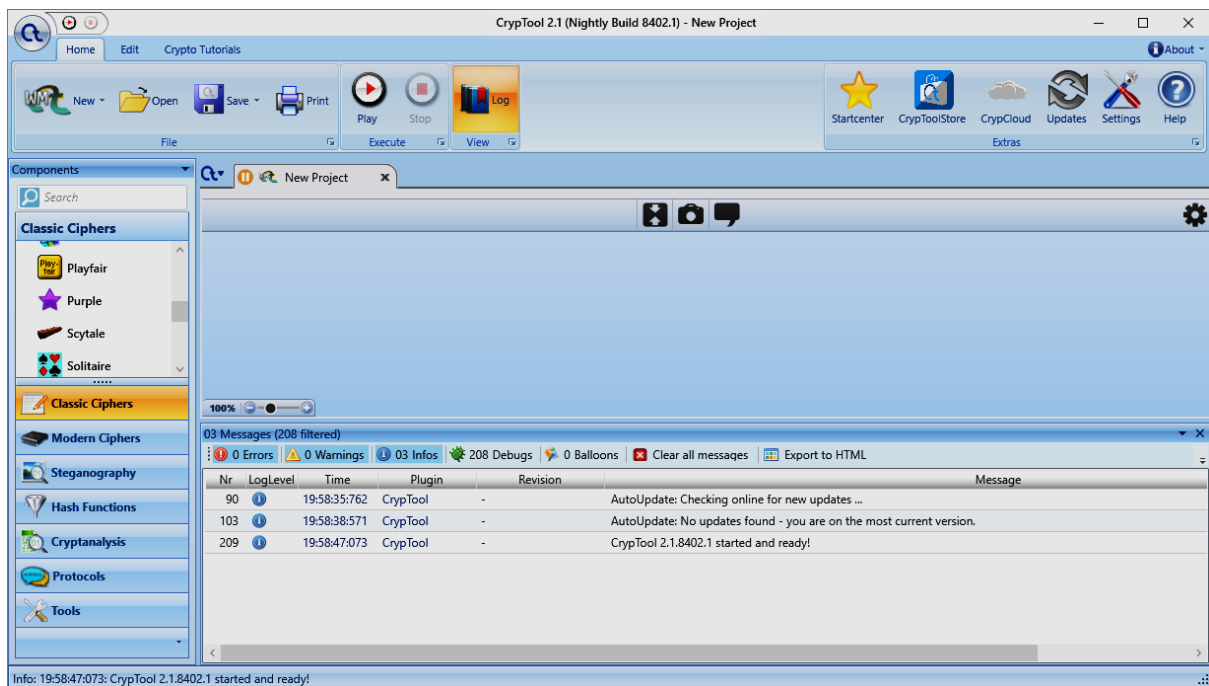 CrypTool 2.1 (Nightly Build 8402.1) - New Project
Home Edit Crypto Tutorials About
New Open Save Print Play Stop Log Startcenter CrypToolStore CrypCloud Updates Settings Help
File Execute View Extras
Components
New Project
Search
Classic Ciphers
Playfair
Play-
fair
Purple
Scytale
Solitaire
Classic Ciphers
Modern Ciphers
Steganography
Hash Functions
Cryptanalysis
Protocols
Tools
100%
03 Messages (208 filtered)
0 Errors 0 Warnings 03 Infos 208 Debugs 0 Balloons Clear all messages Export to HTML
Nr LogLevel Time Plugin Revision Message
90 19:58:35:762 CrypTool - AutoUpdate: Checking online for new updates ...
103 19:58:38:571 CrypTool - AutoUpdate: No updates found - you are on the most current version.
209 19:58:47:073 CrypTool - CrypTool 2.1.8402.1 started and ready!
Info: 19:58:47:073: CrypTool 2.1.8402.1 started and ready!